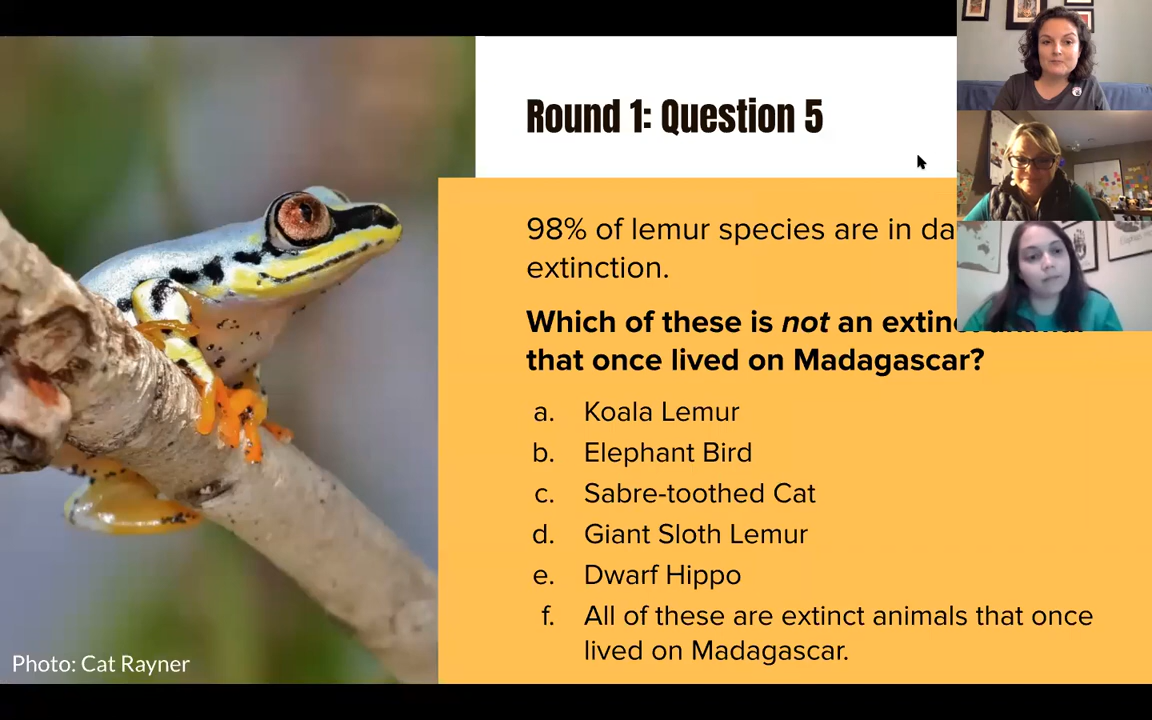 Round 1: Question 5
98% of lemur species are in da
extinction.
Which of these is not an extinc
that once lived on Madagascar?
a. Koala Lemur
b. Elephant Bird
c. Sabre-toothed Cat
d. Giant Sloth Lemur
e. Dwarf Hippo
f. All of these are extinct animals that once
lived on Madagascar.
Photo: Cat Rayner